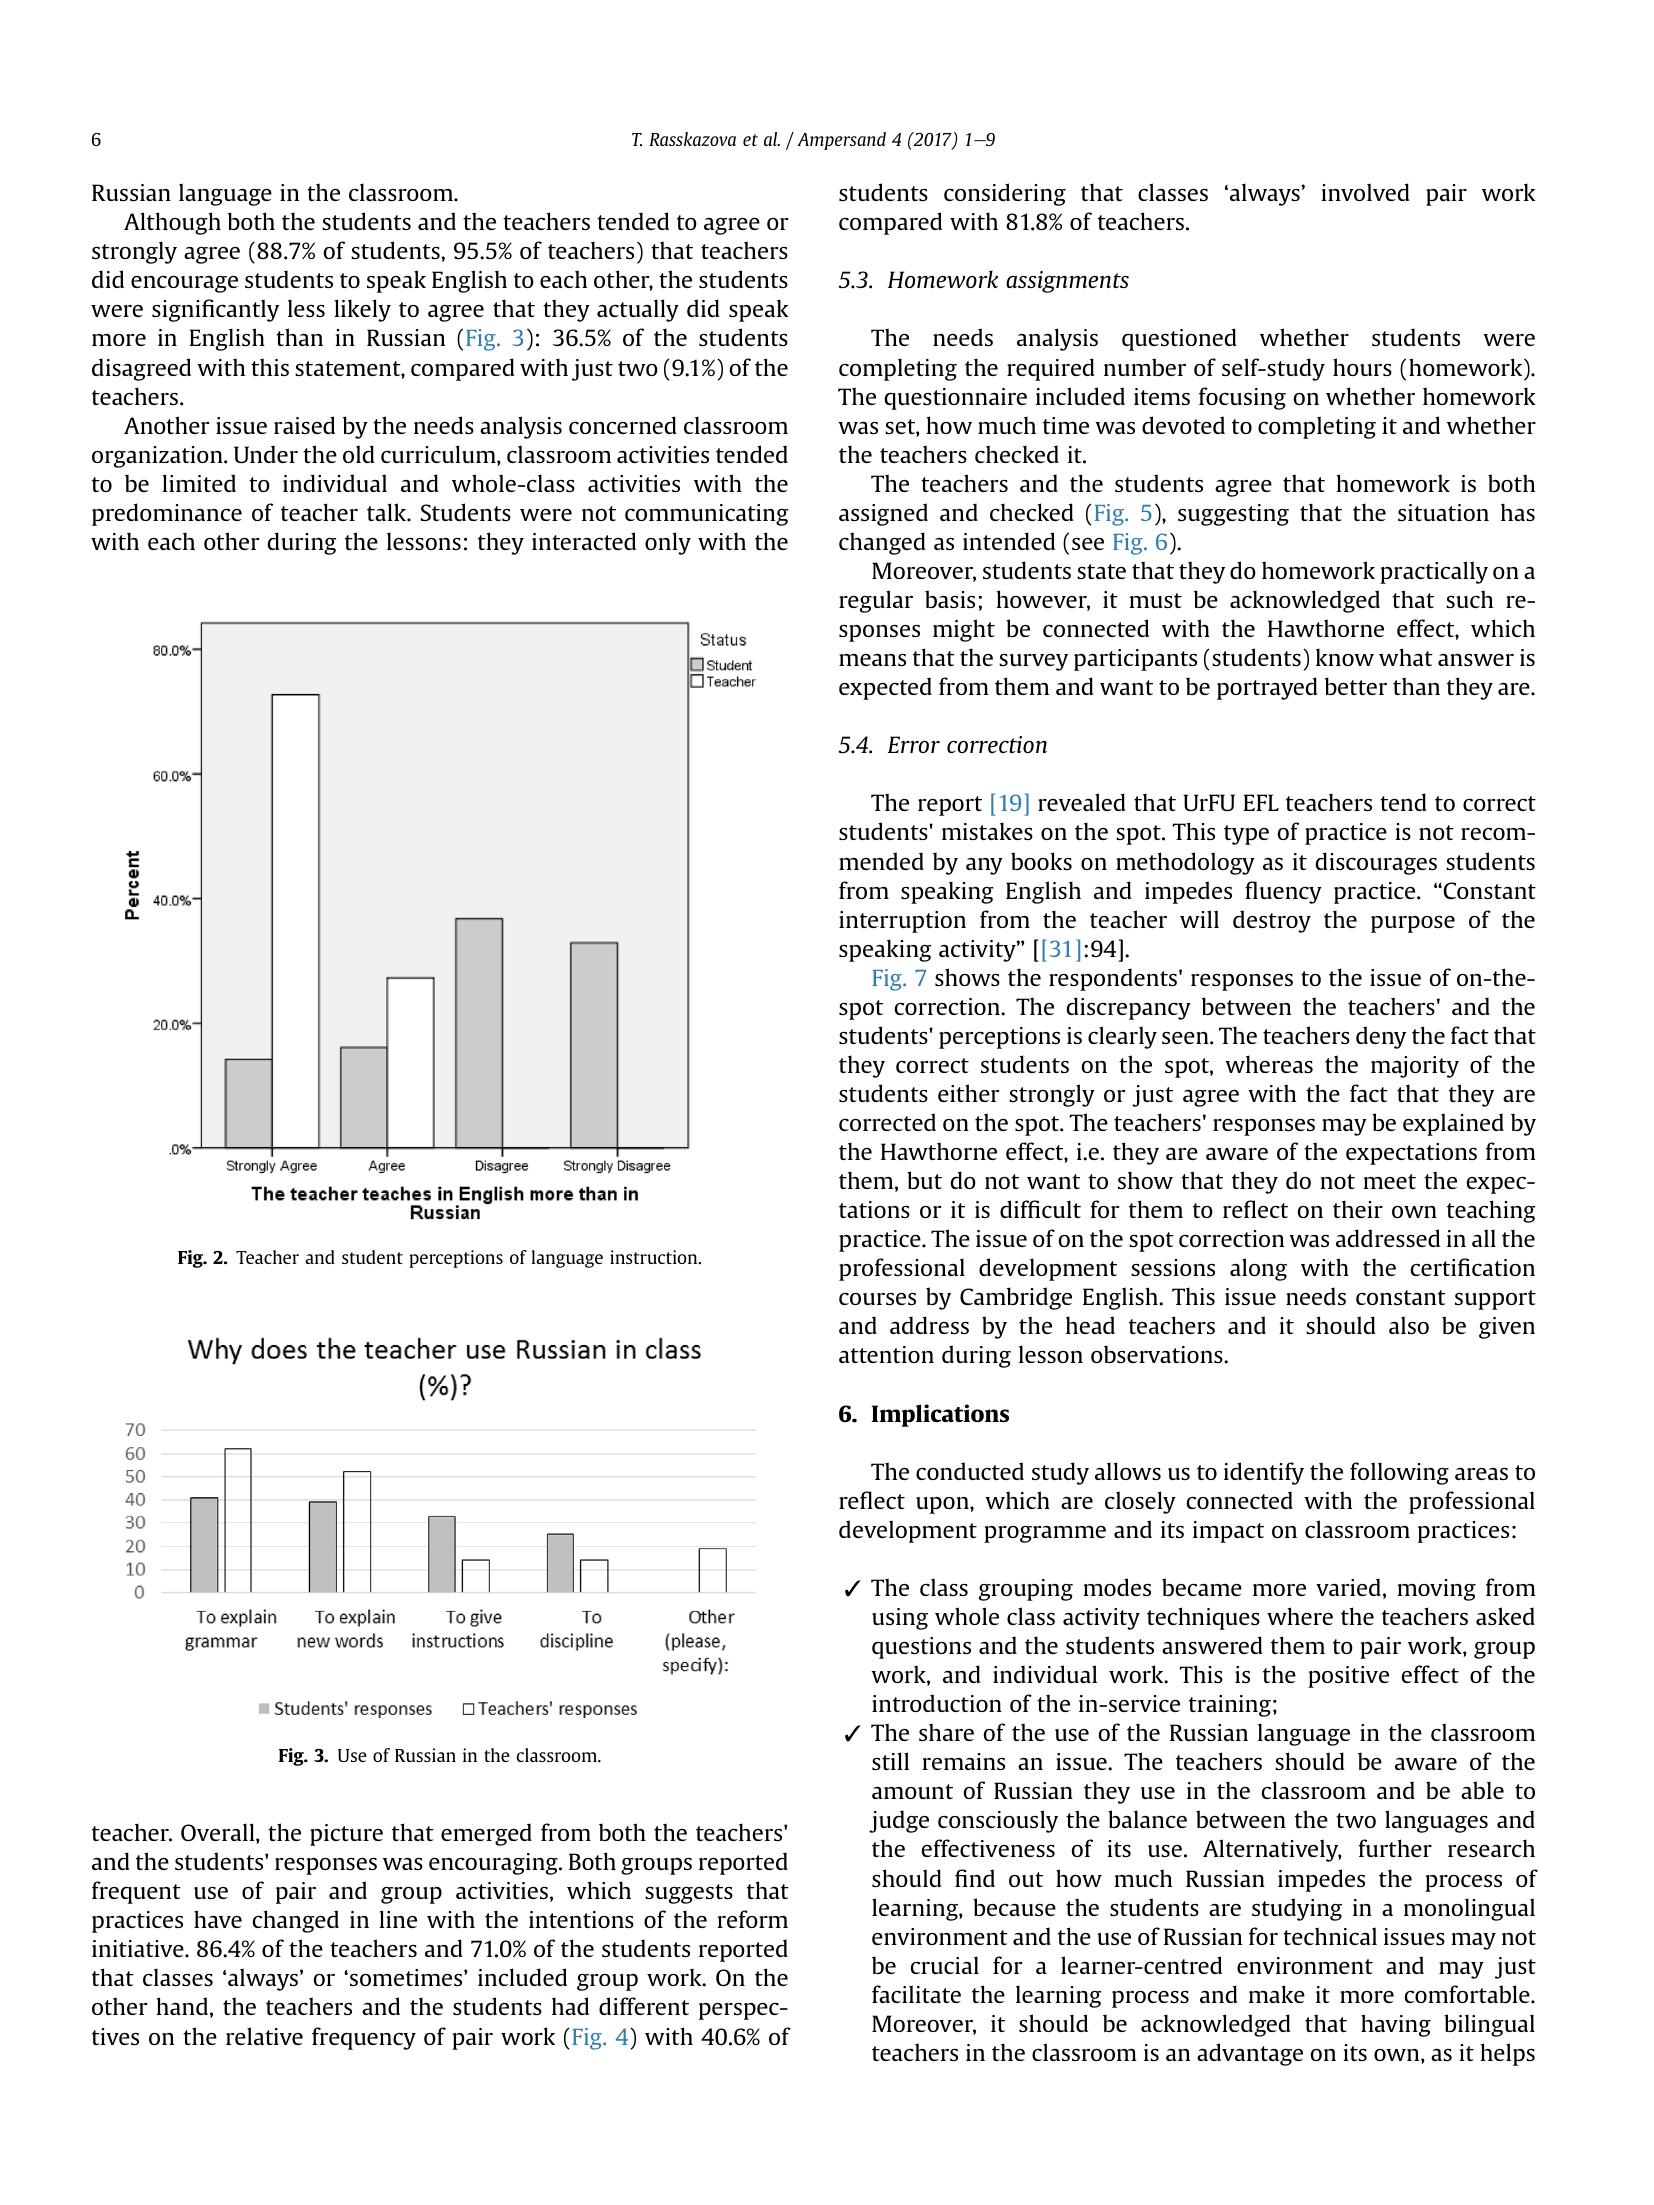 6
T. Rasskazova et al. / Ampersand 4 (2017) 1–9
Russian language in the classroom.
Although both the students and the teachers tended to agree or
strongly agree (88.7% of students, 95.5% of teachers) that teachers
did encourage students to speak English to each other, the students
were significantly less likely to agree that they actually did speak
more in English than in Russian (Fig. 3): 36.5% of the students
disagreed with this statement, compared with just two (9.1%) of the
teachers.
Another issue raised by the needs analysis concerned classroom
organization. Under the old curriculum, classroom activities tended
to be limited to individual and whole-class activities with the
predominance of teacher talk. Students were not communicating
with each other during the lessons: they interacted only with the
Status
Student
Teacher
80.0%
60.0%
40.0%
20.0%
.0%
Percent
Strongly Agree Agree Disagree Strongly Disagree
The teacher teaches in English more than in
Russian
Fig. 2. Teacher and student perceptions of language instruction.
Why does the teacher use Russian in class
(%)?
70
60
50
40
30
20
10
0
To explain To explain To give To Other
grammar new words instructions discipline (please,
specify):
Students' responses Teachers' responses
Fig. 3. Use of Russian in the classroom.
teacher. Overall, the picture that emerged from both the teachers'
and the students' responses was encouraging. Both groups reported
frequent use of pair and group activities, which suggests that
practices have changed in line with the intentions of the reform
initiative. 86.4% of the teachers and 71.0% of the students reported
that classes ‘always’ or ‘sometimes’ included group work. On the
other hand, the teachers and the students had different perspec-
tives on the relative frequency of pair work (Fig. 4) with 40.6% of
students considering that classes ‘always’ involved pair work
compared with 81.8% of teachers.
5.3. Homework assignments
The needs analysis questioned whether students were
completing the required number of self-study hours (homework).
The questionnaire included items focusing on whether homework
was set, how much time was devoted to completing it and whether
the teachers checked it.
The teachers and the students agree that homework is both
assigned and checked (Fig. 5), suggesting that the situation has
changed as intended (see Fig. 6).
Moreover, students state that they do homework practically on a
regular basis; however, it must be acknowledged that such re-
sponses might be connected with the Hawthorne effect, which
means that the survey participants (students) know what answer is
expected from them and want to be portrayed better than they are.
5.4. Error correction
The report [19] revealed that UrFU EFL teachers tend to correct
students' mistakes on the spot. This type of practice is not recom-
mended by any books on methodology as it discourages students
from speaking English and impedes fluency practice. “Constant
interruption from the teacher will destroy the purpose of the
speaking activity” [[31]:94].
Fig. 7 shows the respondents' responses to the issue of on-the-
spot correction. The discrepancy between the teachers' and the
students' perceptions is clearly seen. The teachers deny the fact that
they correct students on the spot, whereas the majority of the
students either strongly or just agree with the fact that they are
corrected on the spot. The teachers' responses may be explained by
the Hawthorne effect, i.e. they are aware of the expectations from
them, but do not want to show that they do not meet the expec-
tations or it is difficult for them to reflect on their own teaching
practice. The issue of on the spot correction was addressed in all the
professional development sessions along with the certification
courses by Cambridge English. This issue needs constant support
and address by the head teachers and it should also be given
attention during lesson observations.
6. Implications
The conducted study allows us to identify the following areas to
reflect upon, which are closely connected with the professional
development programme and its impact on classroom practices:
✓ The class grouping modes became more varied, moving from
using whole class activity techniques where the teachers asked
questions and the students answered them to pair work, group
work, and individual work. This is the positive effect of the
introduction of the in-service training;
✓ The share of the use of the Russian language in the classroom
still remains an issue. The teachers should be aware of the
amount of Russian they use in the classroom and be able to
judge consciously the balance between the two languages and
the effectiveness of its use. Alternatively, further research
should find out how much Russian impedes the process of
learning, because the students are studying in a monolingual
environment and the use of Russian for technical issues may not
be crucial for a learner-centred environment and may just
facilitate the learning process and make it more comfortable.
Moreover, it should be acknowledged that having bilingual
teachers in the classroom is an advantage on its own, as it helps